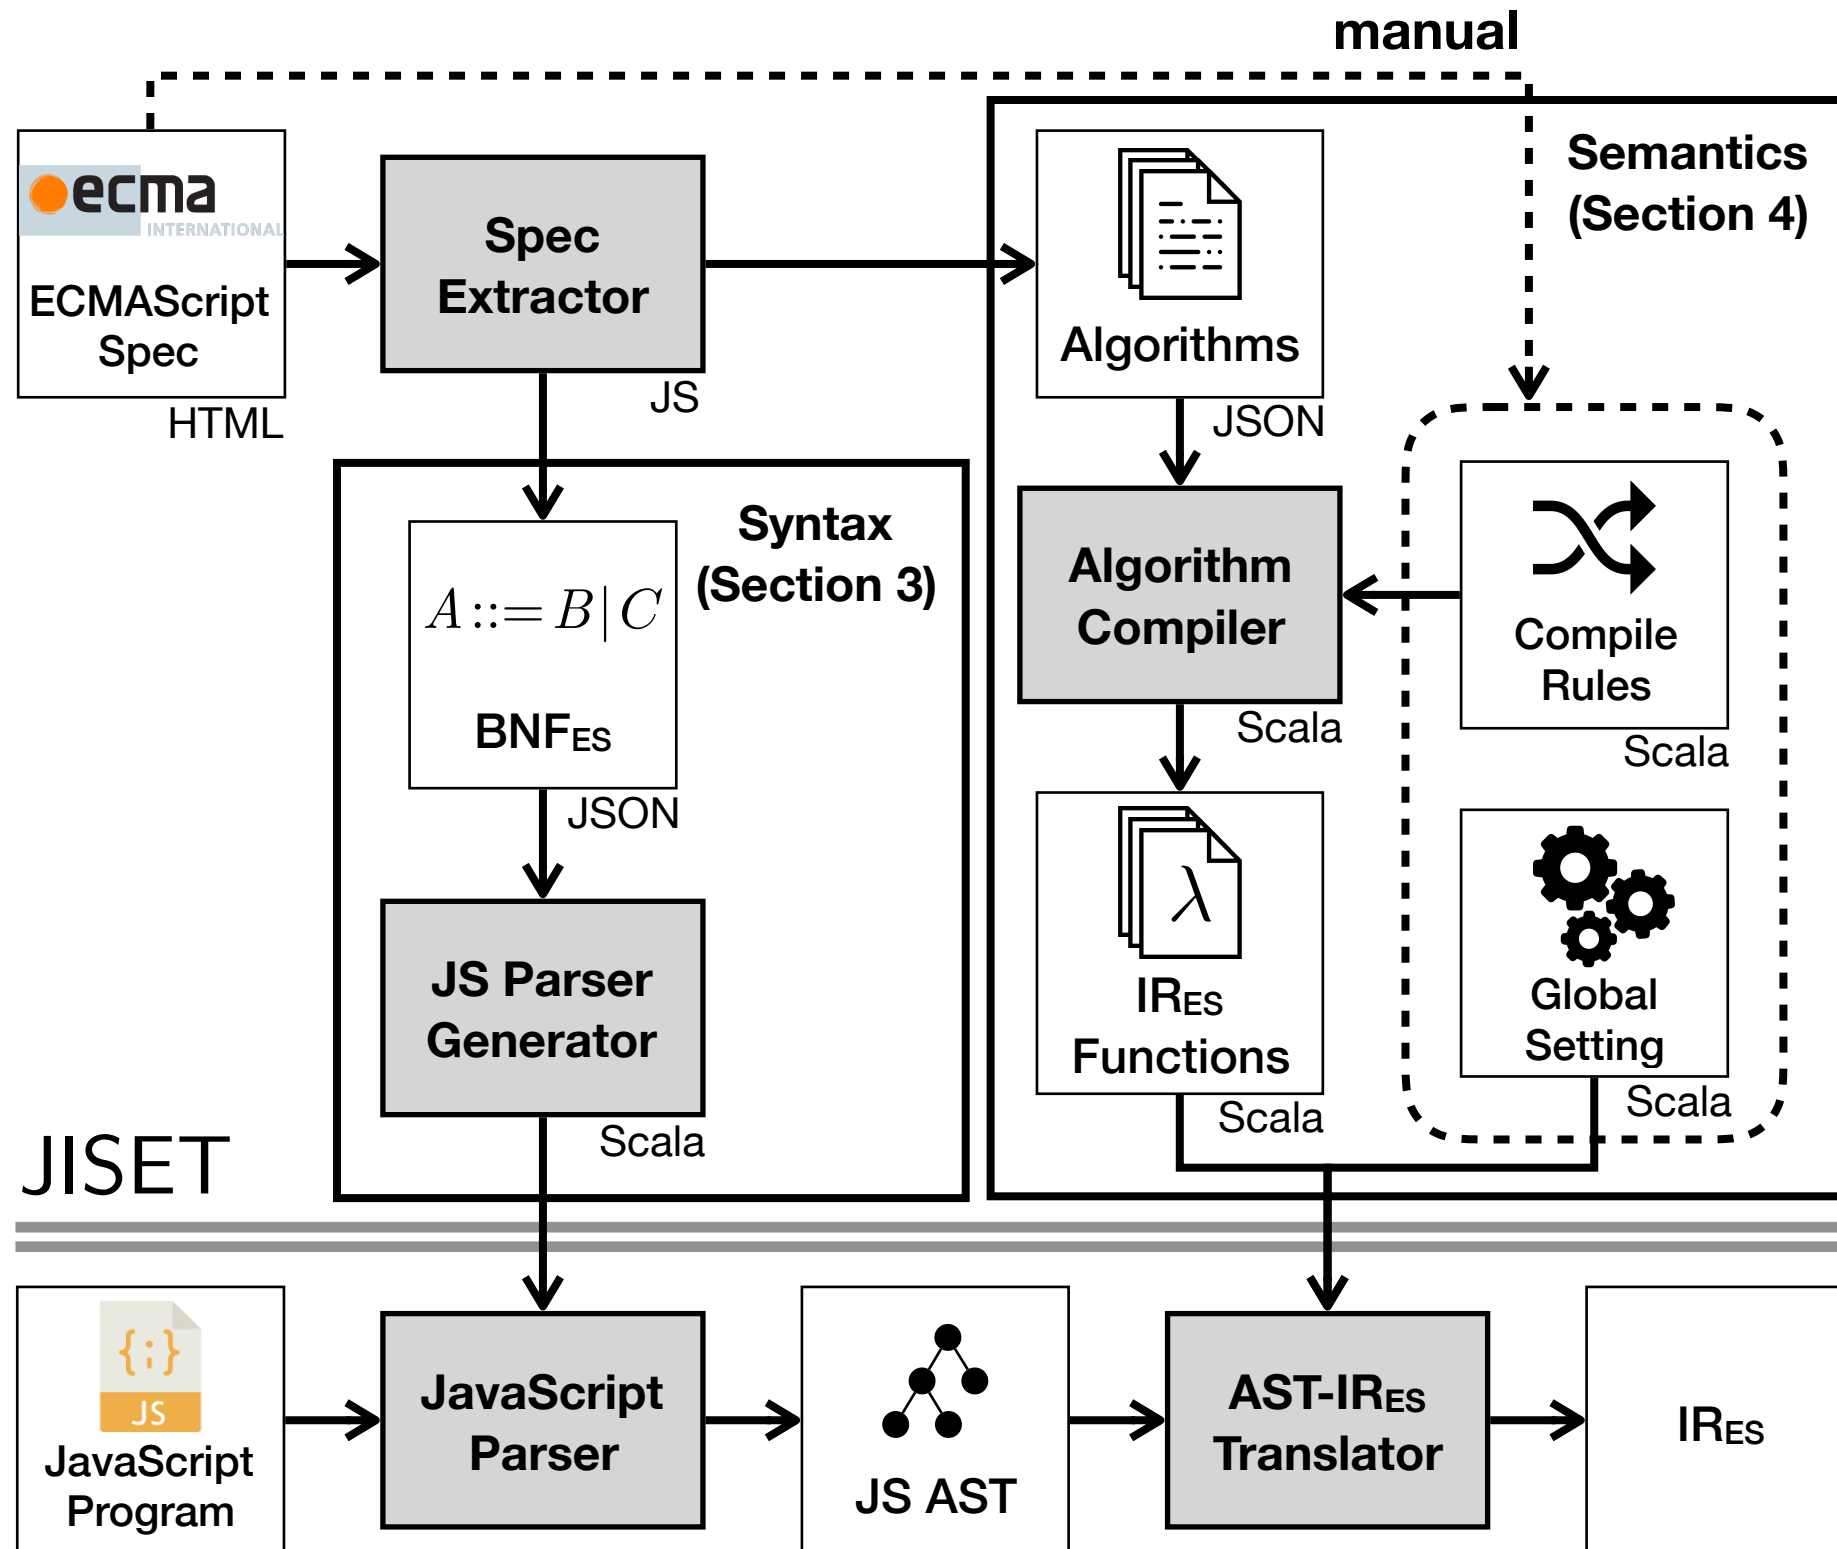 manual
ecma
INTERNATIONAL
ECMAScript
Spec
HTML
Spec
Extractor
JS
Algorithms
JSON
Semantics
(Section 4)
Syntax
(Section 3)
A ::= B | C
BNFES
JSON
Algorithm
Compiler
Scala
Compile
Rules
Scala
JS Parser
Generator
Scala
λ
IRES
Functions
Scala
Global
Setting
Scala
JISET
{;}
JS
JavaScript
Program
JavaScript
Parser
JS AST
AST-IRES
Translator
IRES